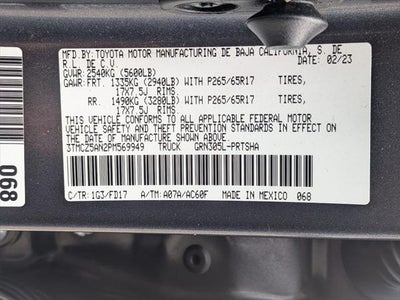 MFD.BY:TOYOTA MOTOR MANUFACTURING DE BAJA CALIFORNIA, S. DE
R.L. DE C.V. 02/23
GVWR:2540KG(5600LB)
GAWR:FRT. 1335KG(2940LB)WITH P265/65R17 TIRES,
17X7.5J RIMS.
RR. 1490KG(3280LB)WITH P265/65R17 TIRES,
17X7.5J RIMS.
THIS VEHICLE CONFORMS TO ALL APPLICABLE FEDERAL MOTOR
VEHICLE SAFETY AND THEFT PREVENTION STANDARDS IN EFFECT
ON THE DATE OF MANUFACTURE SHOWN ABOVE.
3TMCZ5AN2PM569949 TRUCK GRN305L-PRTSHA
C/TR:1G3/FD17 A/TM:A07A/AC60F MADE IN MEXICO 068
068